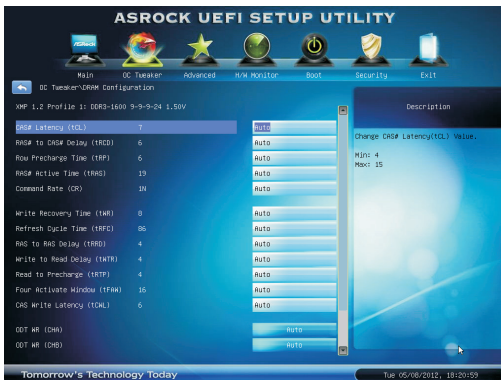 ASROCK UEFI SETUP UTILITY
ASRock
Main OC Tweaker Advanced H/W Monitor Boot Security Exit
OC Tweaker\DRAM Configuration
XMP 1.2 Profile 1: DDR3-1600 9-9-9-24 1.50V
CAS# Latency (tCL) 7 Auto
RAS# to CAS# Delay (tRCD) 6 Auto
Row Precharge Time (tRP) 6 Auto
RAS# Active Time (tRAS) 19 Auto
Command Rate (CR) 1N Auto
Write Recovery Time (tWR) 8 Auto
Refresh Cycle Time (tRFC) 86 Auto
RAS to RAS Delay (tRRD) 4 Auto
Write to Read Delay (tWTR) 4 Auto
Read to Precharge (tRTP) 4 Auto
Four Activate Window (tFAW) 16 Auto
CAS Write Latency (tCWL) 6 Auto
ODT WR (CHA) Auto
ODT WR (CHB) Auto
Description
Change CAS# Latency(tCL) Value.
Min: 4
Max: 15
Tomorrow's Technology Today
Tue 05/08/2012, 18:20:59